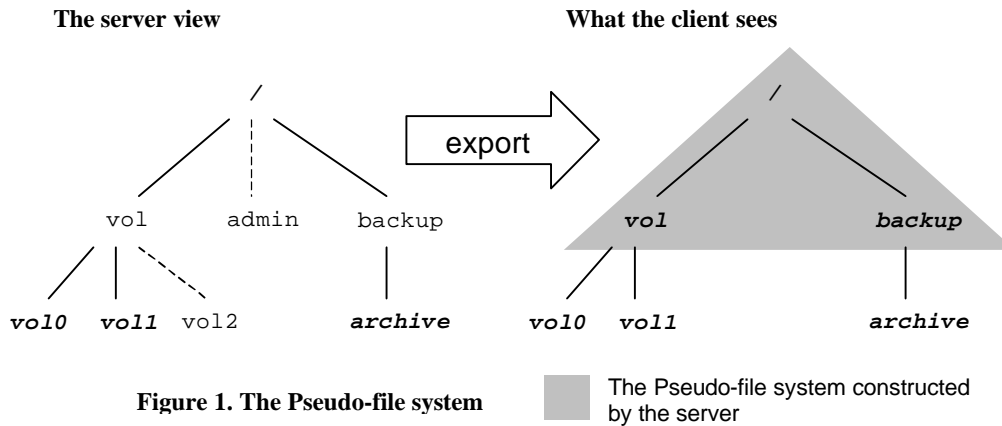 The server view
What the client sees
/
export
/
vol admin backup
vol backup
vol0 vol1 vol2 archive
vol0 vol1 archive
Figure 1. The Pseudo-file system
The Pseudo-file system constructed
by the server